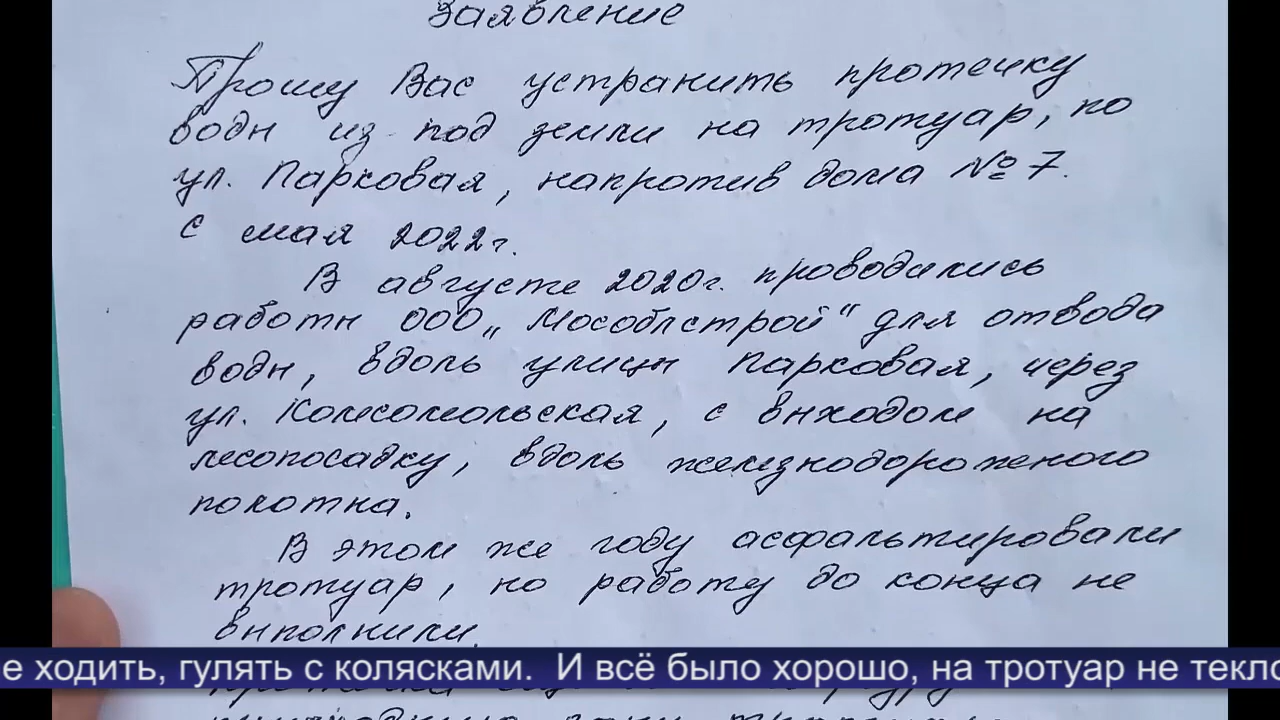 Заявление
Прошу Вас устранить протечку
воды из под земли на тротуар, по
ул. Парковая, напротив дома №7.
с мая 2022г.
В августе 2020г. проводились
работы ООО „Мособлстрой" для отвода
воды, вдоль улицы Парковая, через
ул. Комсомольская, с выходом на
лесопосадку, вдоль железнодороженого
полотна.
В этом же году асфальтировали
тротуар, но работу до конца не
выполнили.
е ходить, гулять с колясками. И всё было хорошо, на тротуар не текло